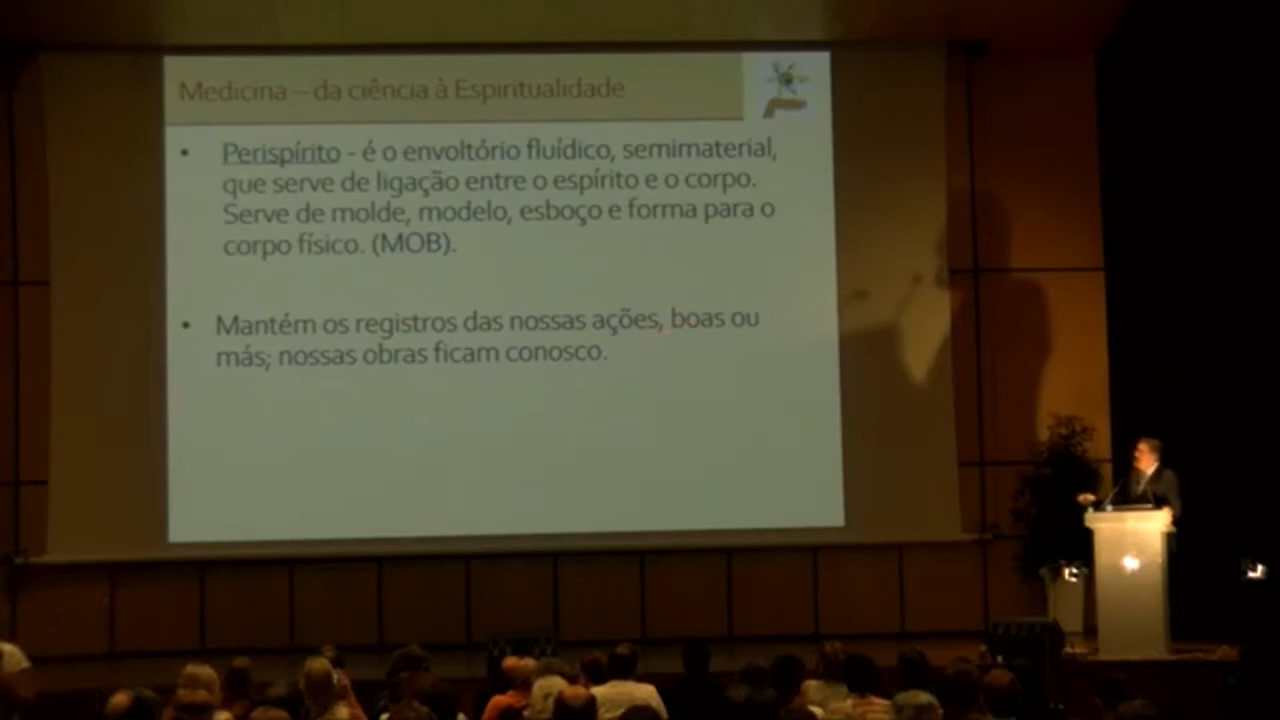 Medicina – da ciência à Espiritualidade
• Perispírito - é o envoltório fluídico, semimaterial,
que serve de ligação entre o espírito e o corpo.
Serve de molde, modelo, esboço e forma para o
corpo físico. (MOB).
• Mantém os registros das nossas ações, boas ou
más; nossas obras ficam conosco.